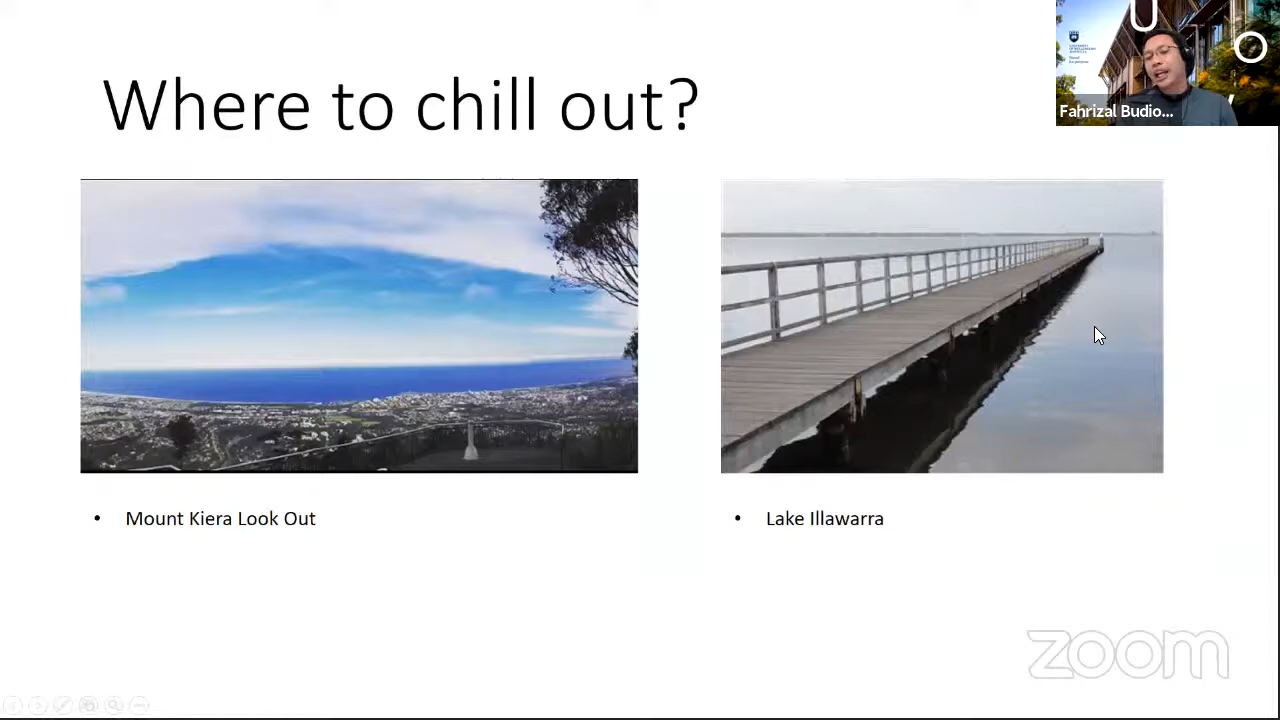 Where to chill out?
Fahrizal Budio...
• Mount Kiera Look Out
• Lake Illawarra
zoom